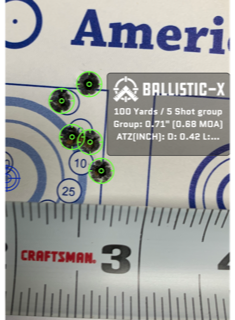 Ameri
BALLISTIC-X
100 Yards / 5 Shot group
Group: 0.71" (0.68 MOA)
ATZ(INCH): D: 0.42 L:...
10
25
CRAFTSMAN
3